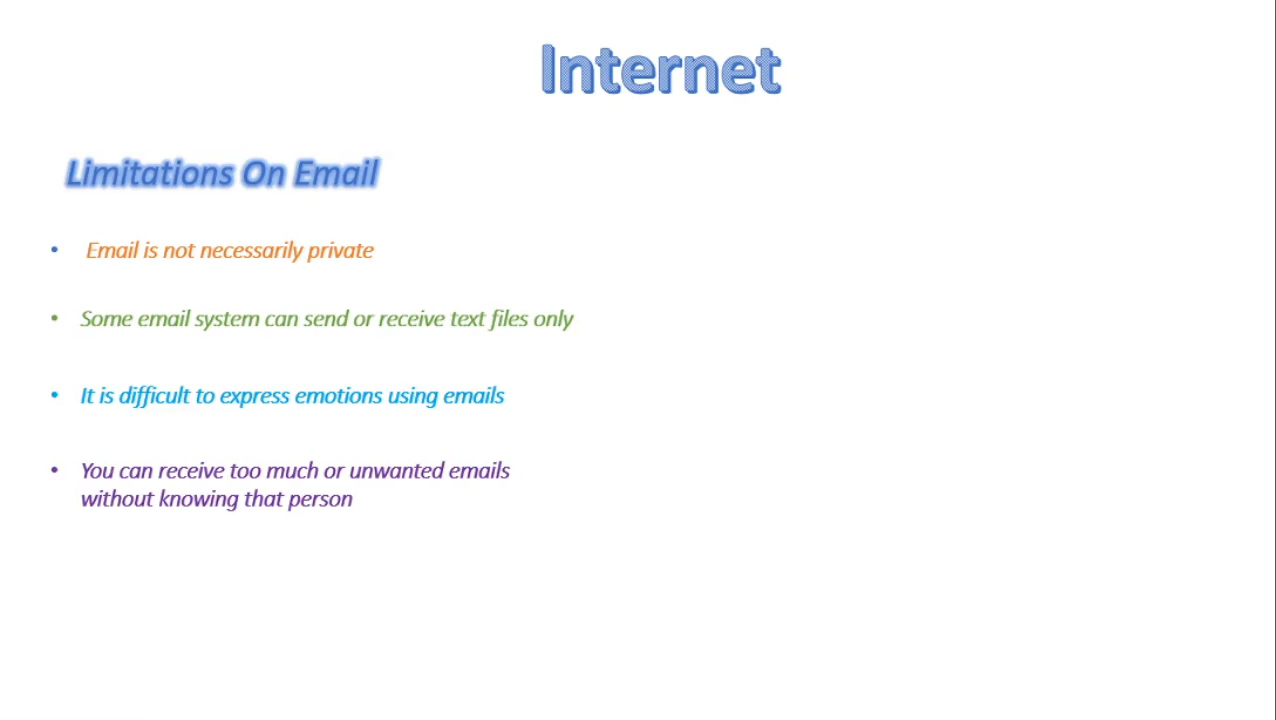 Internet
Limitations On Email
• Email is not necessarily private
• Some email system can send or receive text files only
• It is difficult to express emotions using emails
• You can receive too much or unwanted emails
without knowing that person